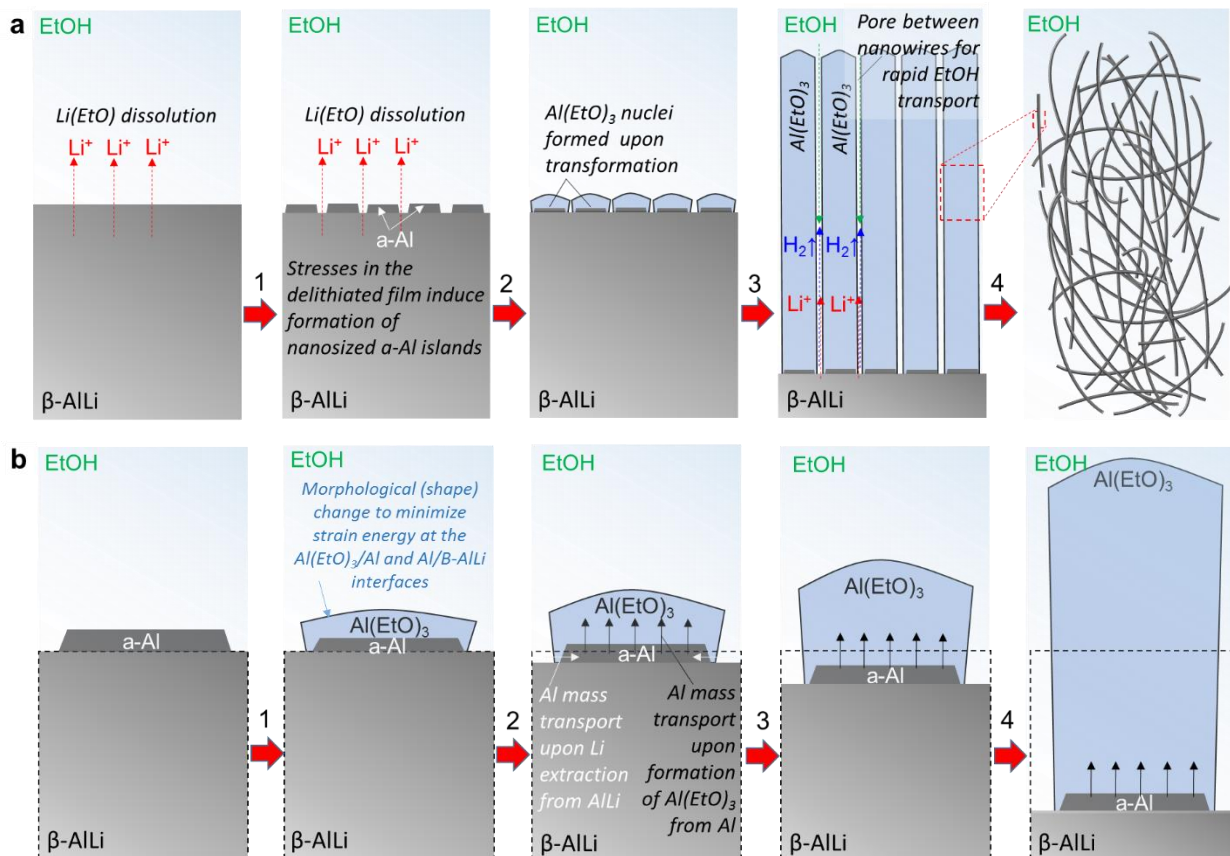 a
EtOH
Li(EtO) dissolution
Li⁺ Li⁺ Li⁺
β-AlLi
1
EtOH
Li(EtO) dissolution
Li⁺ Li⁺ Li⁺
a-Al
Stresses in the
delithiated film induce
formation of
nanosized a-Al islands
β-AlLi
2
EtOH
Al(EtO)₃ nuclei
formed upon
transformation
β-AlLi
3
EtOH
Pore between
nanowires for
rapid EtOH
transport
Al(EtO)₃
Al(EtO)₃
H₂↑ H₂↑
Li⁺ Li⁺
β-AlLi
4
EtOH
b
EtOH
a-Al
β-AlLi
1
EtOH
Morphological (shape)
change to minimize
strain energy at the
Al(EtO)₃/Al and Al/B-AlLi
interfaces
Al(EtO)₃
a-Al
β-AlLi
2
EtOH
Al(EtO)₃
a-Al
Al mass
transport
upon Li
extraction
from AlLi
Al mass
transport
upon
formation
of Al(EtO)₃
from Al
β-AlLi
3
EtOH
Al(EtO)₃
a-Al
β-AlLi
4
EtOH
Al(EtO)₃
a-Al
β-AlLi